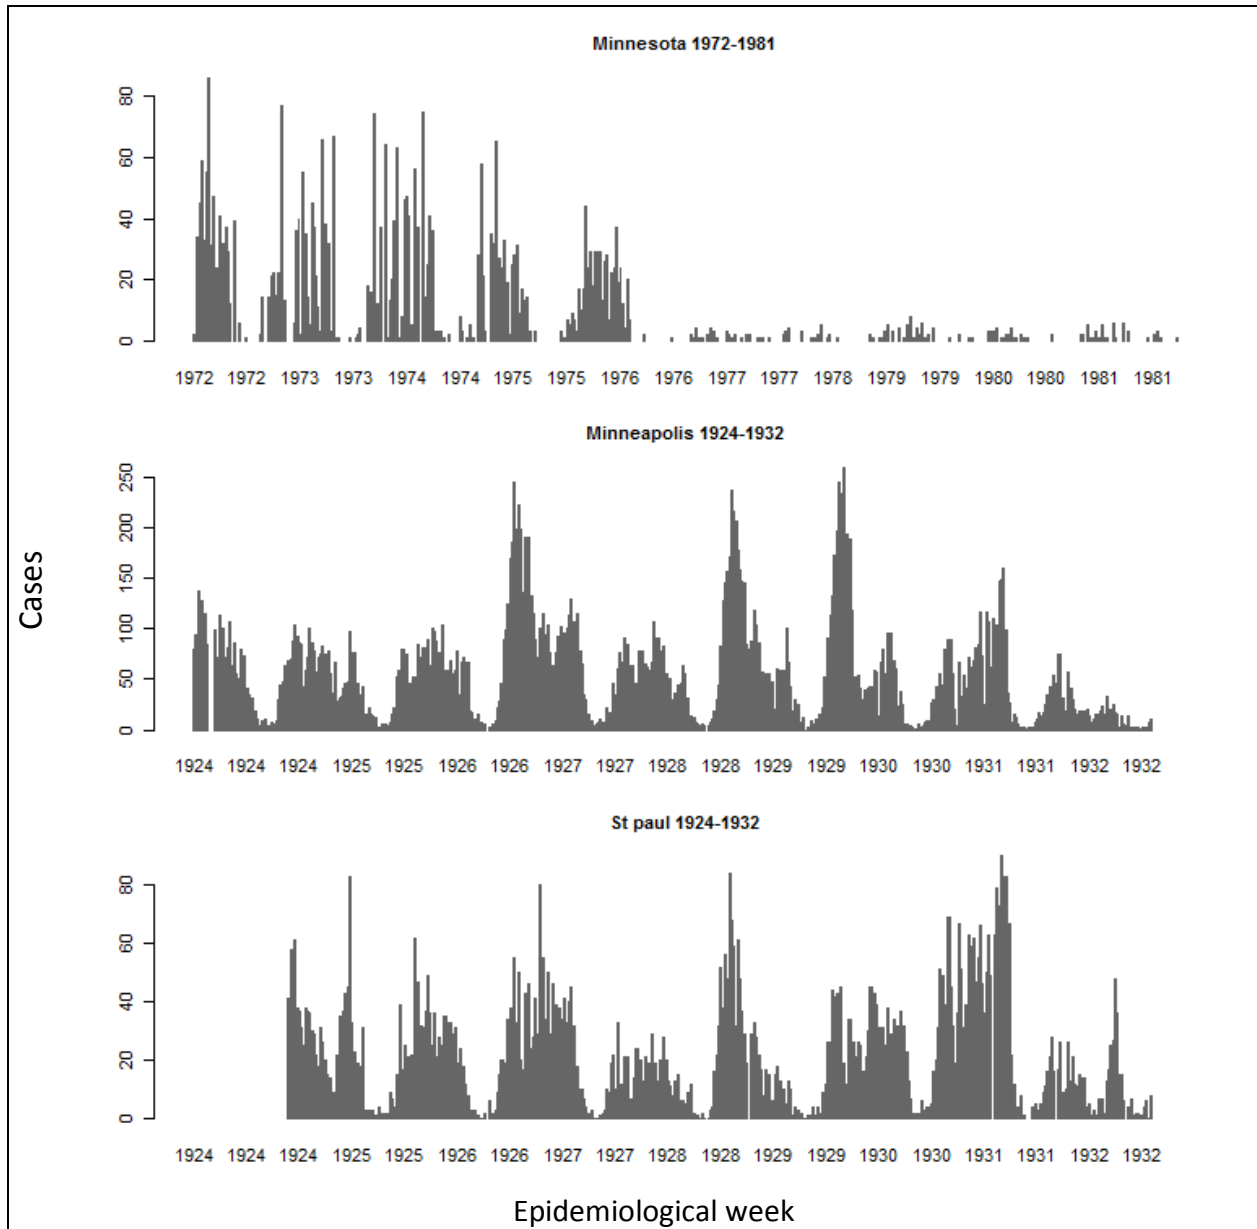 Minnesota 1972-1981
80
60
40
20
0
1972 1972 1973 1973 1974 1974 1975 1975 1976 1976 1977 1977 1978 1979 1979 1980 1980 1981 1981
Minneapolis 1924-1932
250
200
150
100
50
0
1924 1924 1924 1925 1925 1926 1926 1927 1927 1928 1928 1929 1929 1930 1930 1931 1931 1932 1932
Cases
St paul 1924-1932
80
60
40
20
0
1924 1924 1924 1925 1925 1926 1926 1927 1927 1928 1928 1929 1929 1930 1930 1931 1931 1932 1932
Epidemiological week